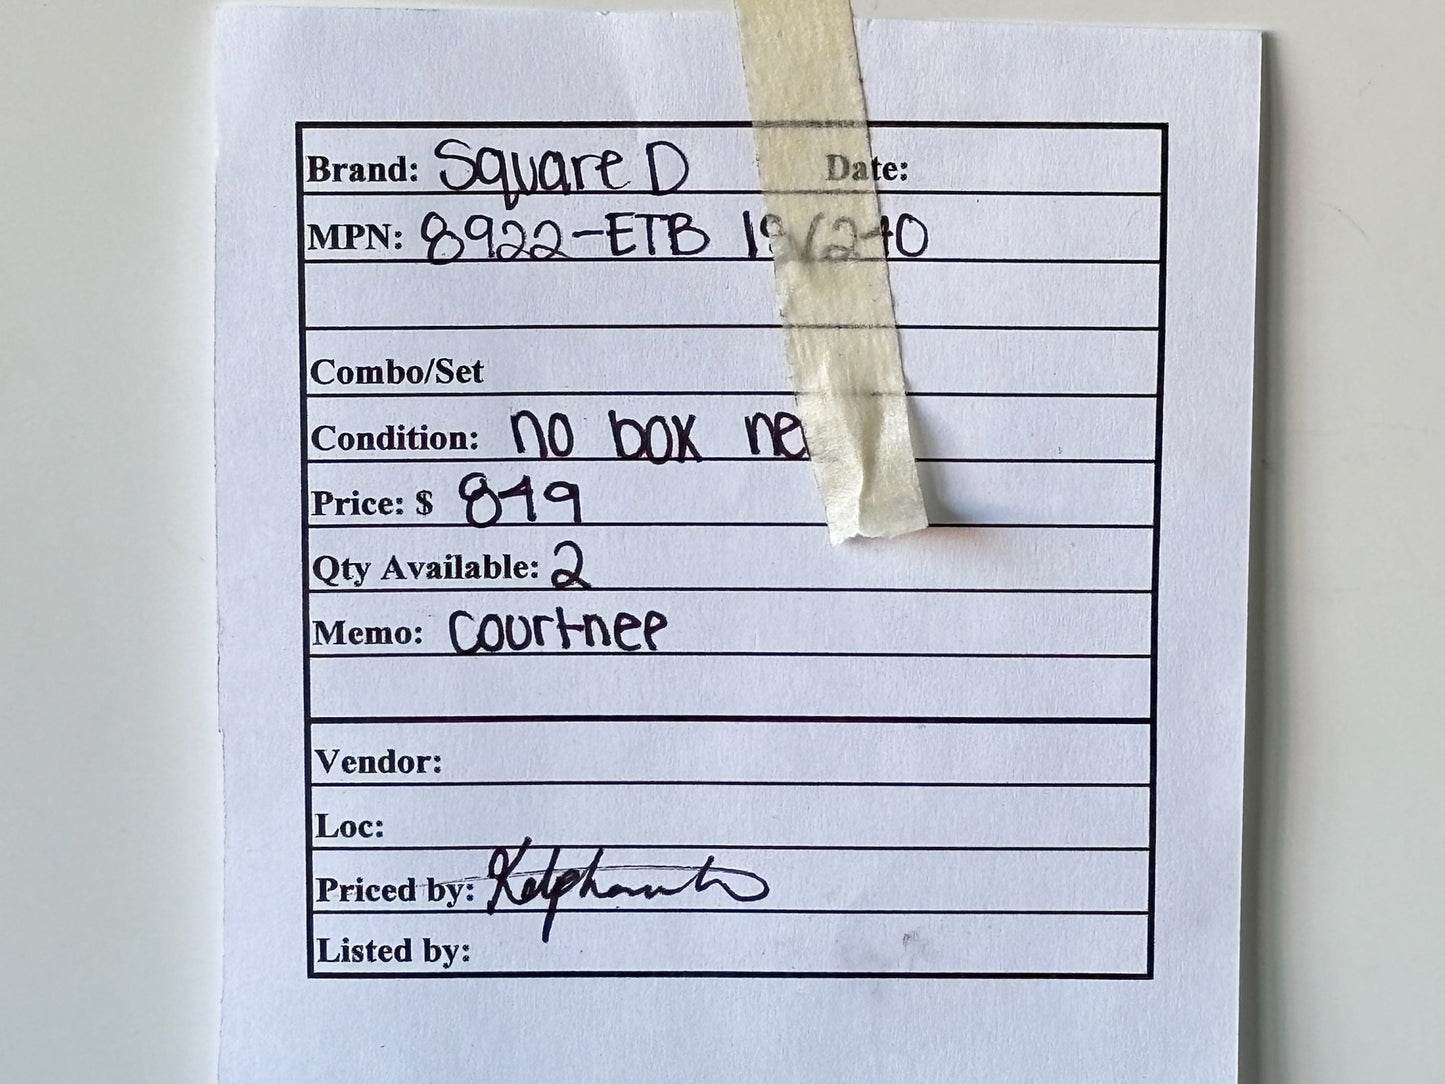 Brand: Square D Date:
MPN: 8922-ETB
Combo/Set
Condition: no box
Price: $ 849
Qty Available: 2
Memo: Courtnee
Vendor:
Loc:
Priced by:
Listed by: